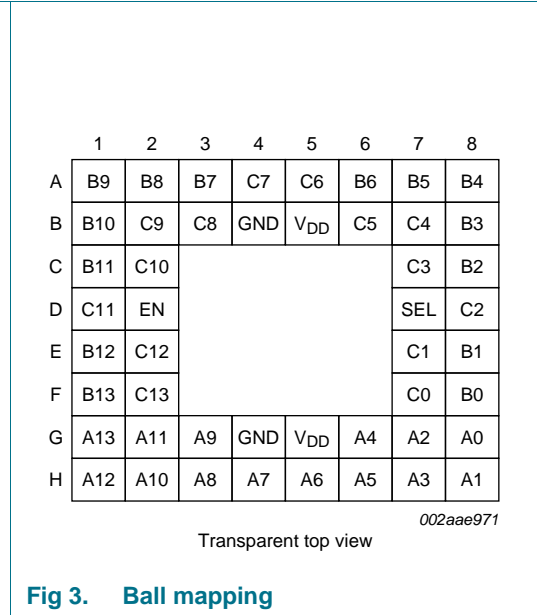 1 2 3 4 5 6 7 8
A B9 B8 B7 C7 C6 B6 B5 B4
B B10 C9 C8 GND VDD C5 C4 B3
C B11 C10 C3 B2
D C11 EN SEL C2
E B12 C12 C1 B1
F B13 C13 C0 B0
G A13 A11 A9 GND VDD A4 A2 A0
H A12 A10 A8 A7 A6 A5 A3 A1
002aae971
Transparent top view
Fig 3. Ball mapping